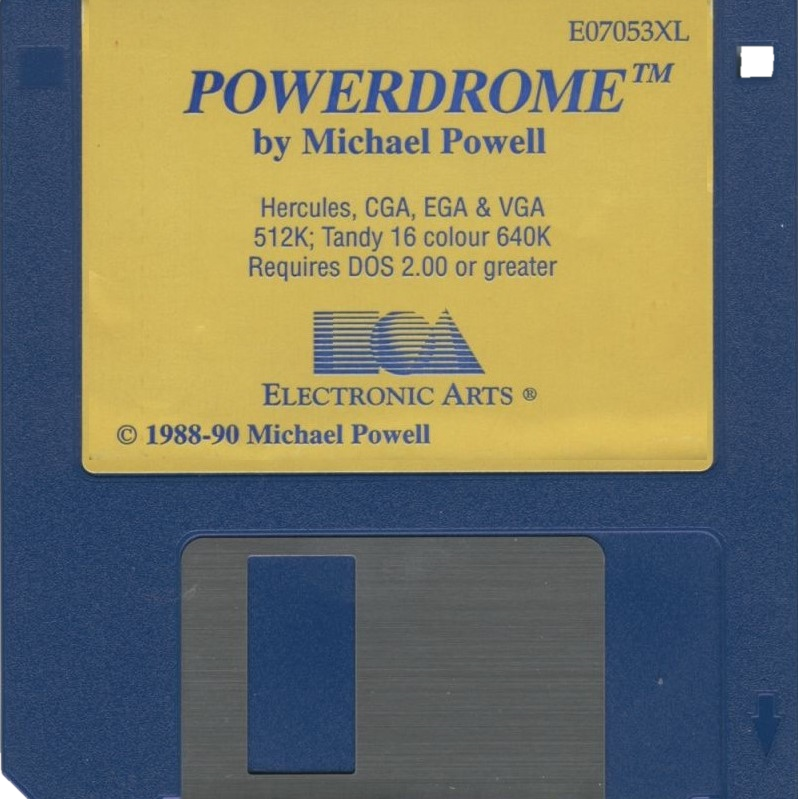 E07053XL
POWERDROME™
by Michael Powell
Hercules, CGA, EGA & VGA
512K; Tandy 16 colour 640K
Requires DOS 2.00 or greater
ECA
ELECTRONIC ARTS ®
© 1988-90 Michael Powell